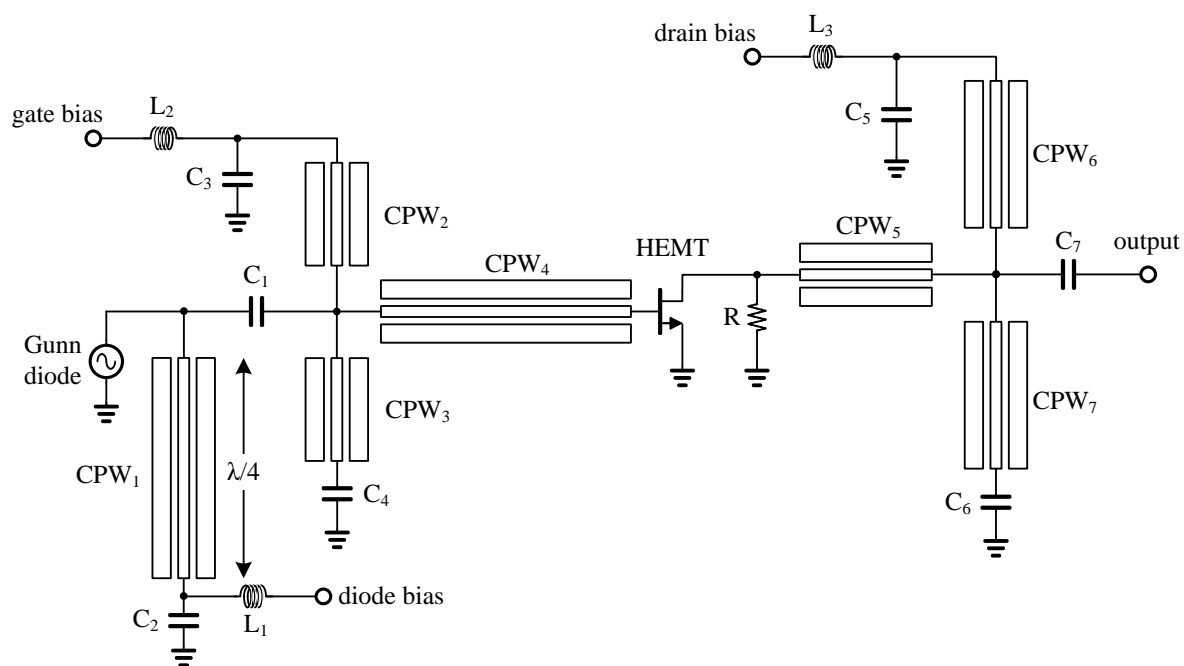 L₃
drain bias
L₂
gate bias
C₅
C₃
CPW₆
CPW₂
CPW₅
HEMT
C₇
output
CPW₄
C₁
R
Gunn
diode
CPW₃
CPW₇
CPW₁
λ/4
C₄
C₆
diode bias
C₂
L₁